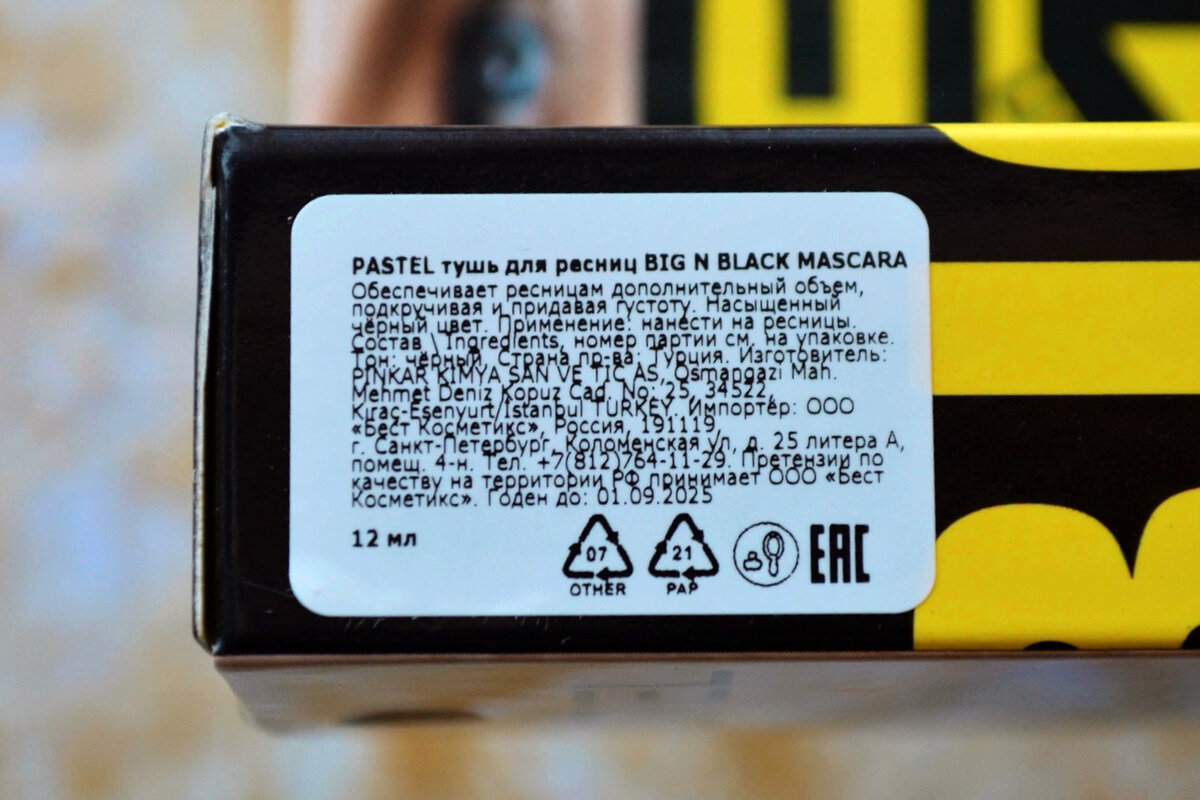 PASTEL тушь для ресниц BIG N BLACK MASCARA
Обеспечивает ресницам дополнительный объем,
подкручивая и придавая густоту. Насыщенный
чёрный цвет. Применение: нанести на ресницы.
Состав \ Ingredients, номер партии см. на упаковке.
Тон: чёрный. Страна пр-ва: Турция. Изготовитель:
PINKAR KIMYA SAN VE TIC AS, Osmangazi Mah.
Mehmet Deniz Kopuz Cad. No: 25, 34522,
Kıraç-Esenyurt/Istanbul TURKEY. Импортёр: ООО
«Бест Косметикс», Россия, 191119,
г. Санкт-Петербург, Коломенская ул, д. 25 литера А,
помещ. 4-н. Тел. +7(812)764-11-29. Претензии по
качеству на территории РФ принимает ООО «Бест
Косметикс». Годен до: 01.09.2025
12 мл
07
OTHER
21
PAP
EAC